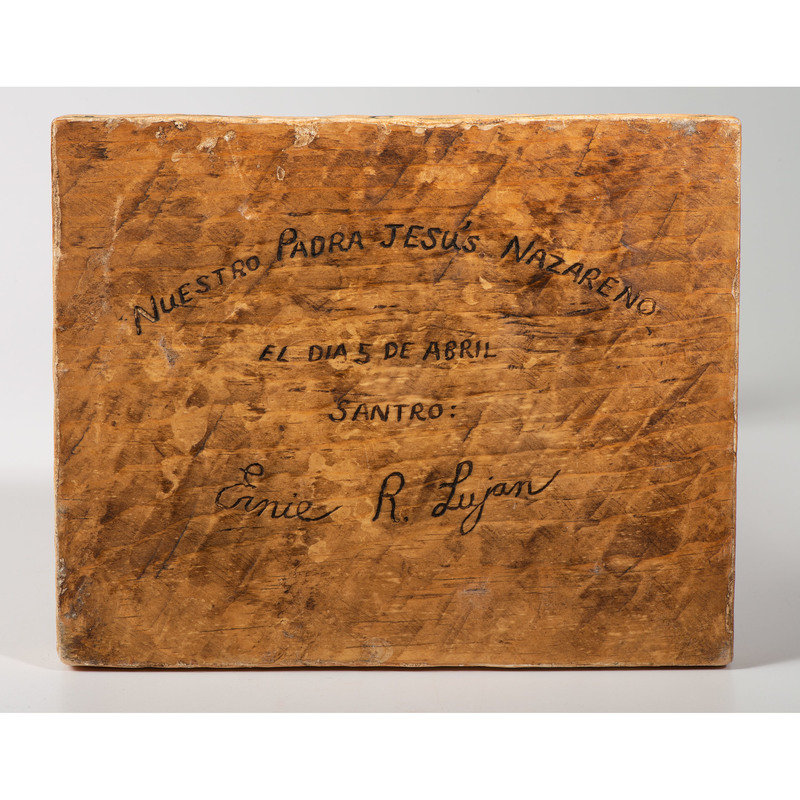 NUESTRO PADRA JESÚS NAZARENO
EL DIA 5 DE ABRIL
SANTRO:
Ernie R. Lujan